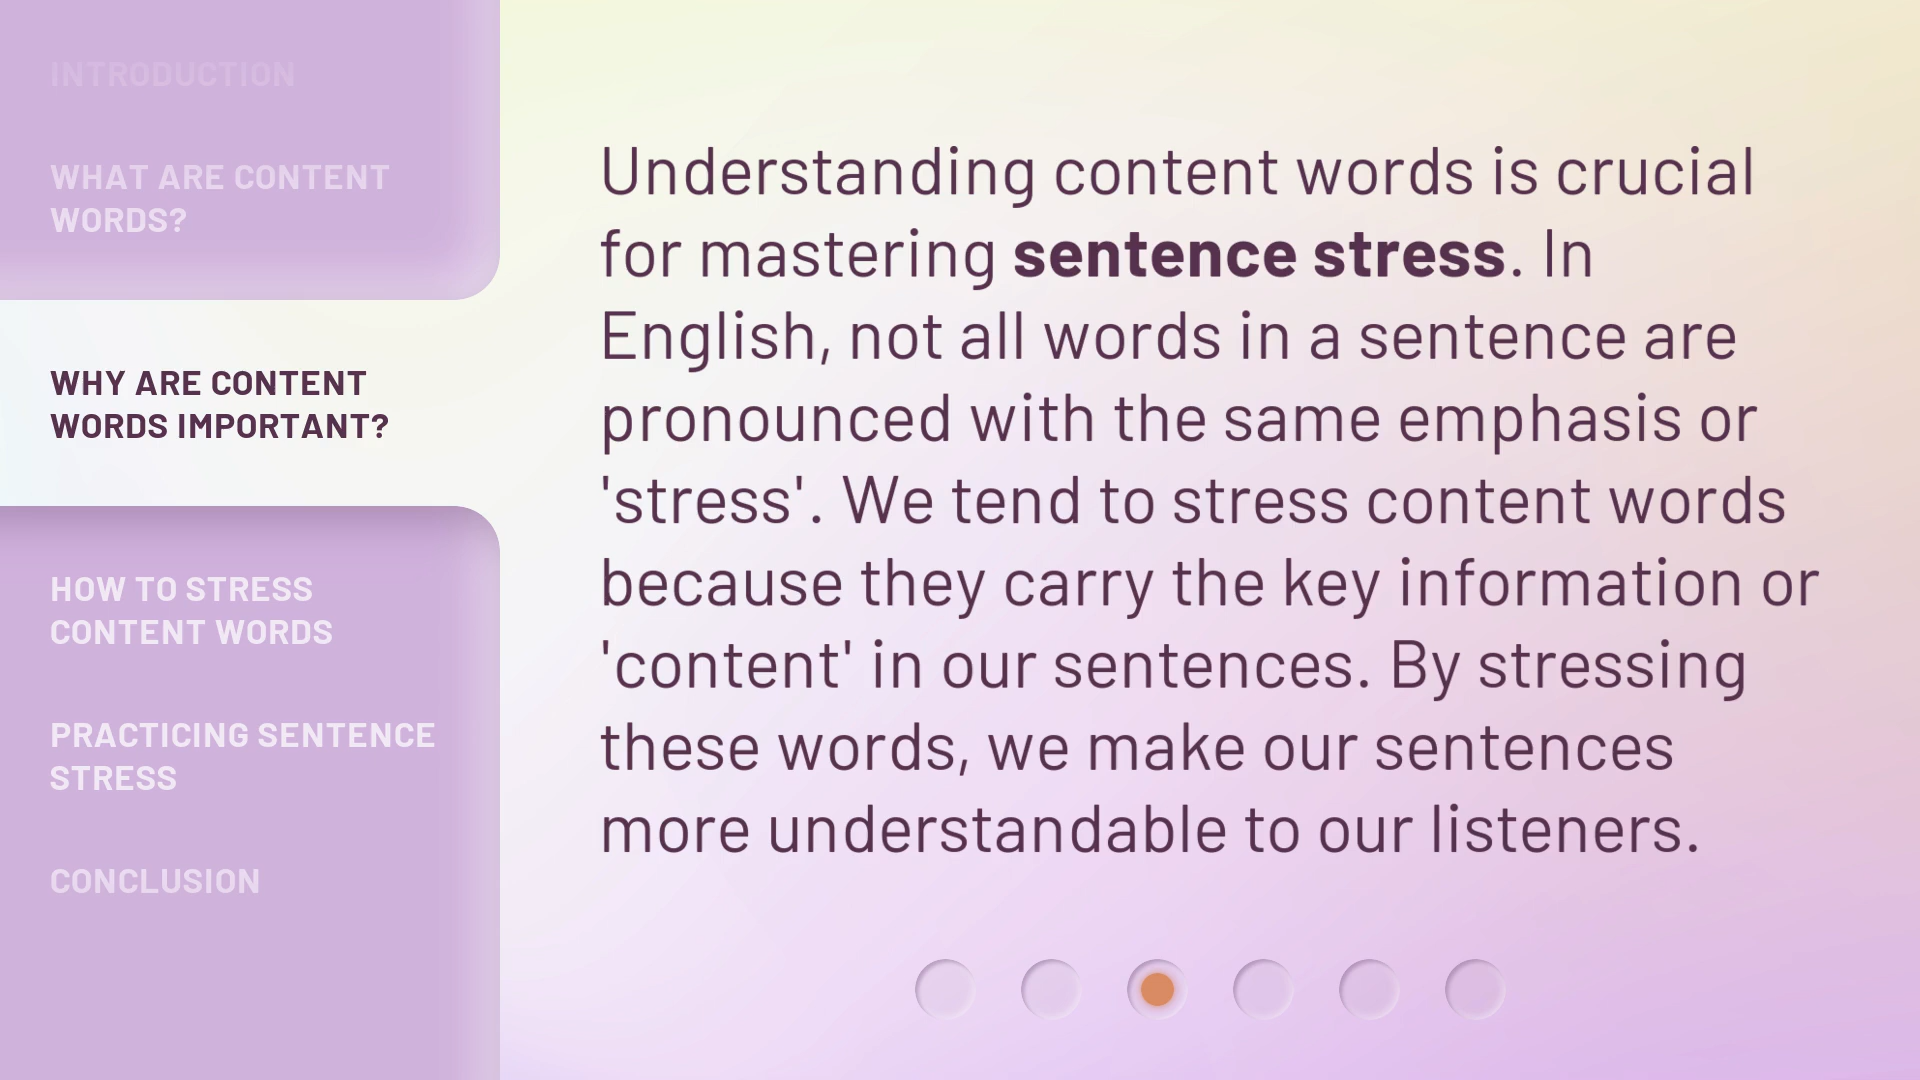 INTRODUCTION
WHAT ARE CONTENT
WORDS?
WHY ARE CONTENT
WORDS IMPORTANT?
HOW TO STRESS
CONTENT WORDS
PRACTICING SENTENCE
STRESS
CONCLUSION
Understanding content words is crucial
for mastering sentence stress. In
English, not all words in a sentence are
pronounced with the same emphasis or
'stress'. We tend to stress content words
because they carry the key information or
'content' in our sentences. By stressing
these words, we make our sentences
more understandable to our listeners.